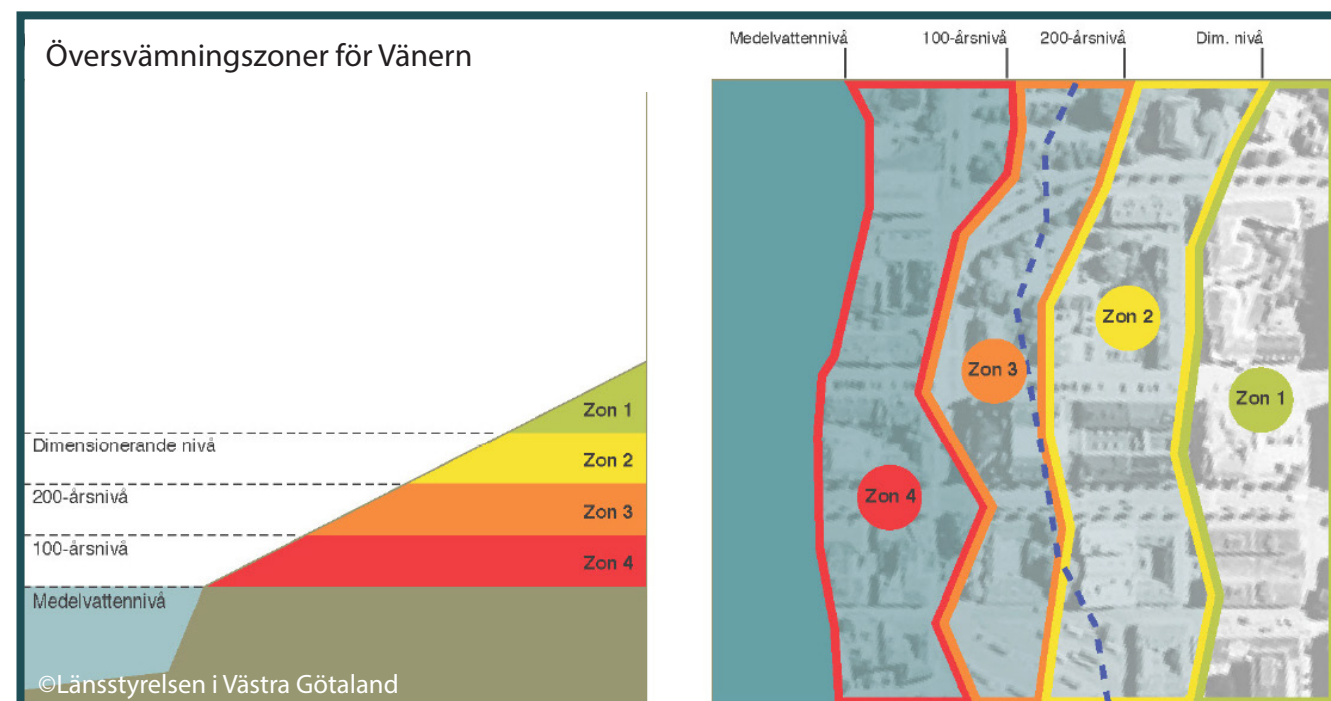 Översvämningszoner för Vänern
Zon 1
Dimensionerande nivå
Zon 2
200-årsnivå
Zon 3
100-årsnivå
Zon 4
Medelvattennivå
©Länsstyrelsen i Västra Götaland
Medelvattennivå 100-årsnivå 200-årsnivå Dim. nivå
Zon 2
Zon 3
Zon 1
Zon 4